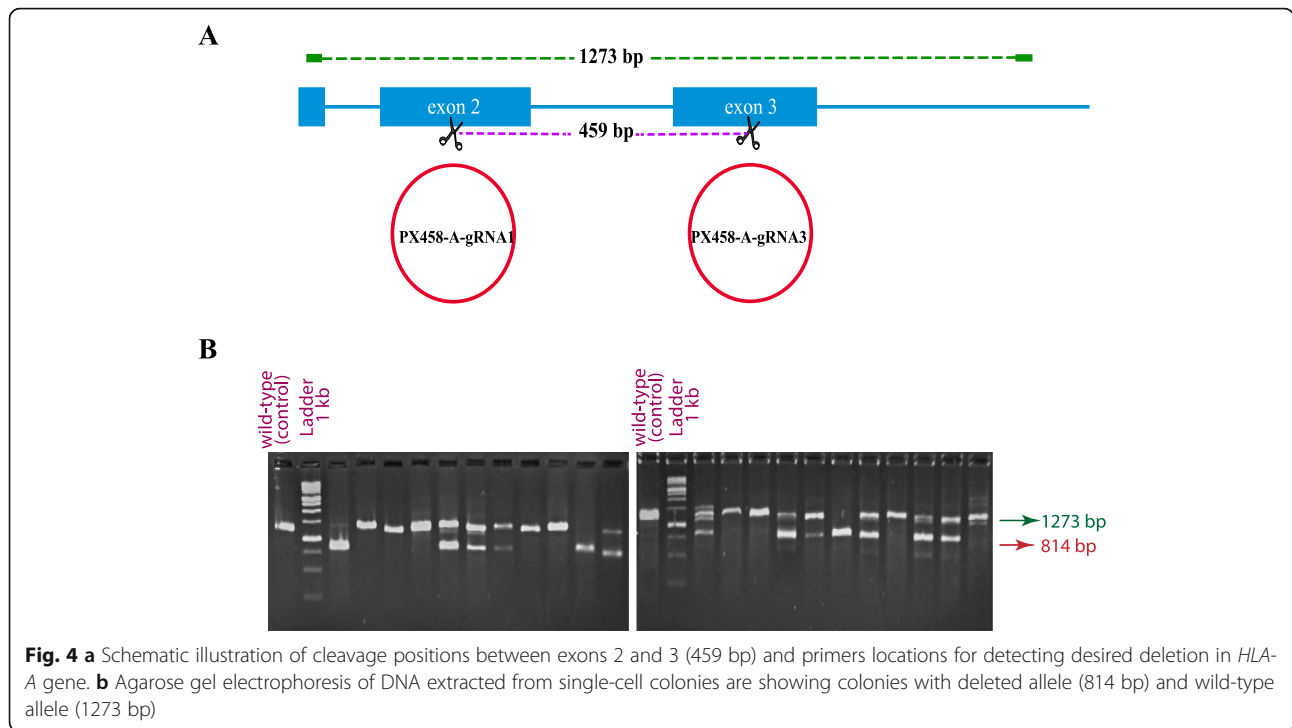 A
1273 bp
exon 2
exon 3
459 bp
PX458-A-gRNA1
PX458-A-gRNA3
B
wild-type
(control)
Ladder
1 kb
wild-type
(control)
Ladder
1 kb
1273 bp
814 bp
Fig. 4 a Schematic illustration of cleavage positions between exons 2 and 3 (459 bp) and primers locations for detecting desired deletion in HLA-
A gene. b Agarose gel electrophoresis of DNA extracted from single-cell colonies are showing colonies with deleted allele (814 bp) and wild-type
allele (1273 bp)